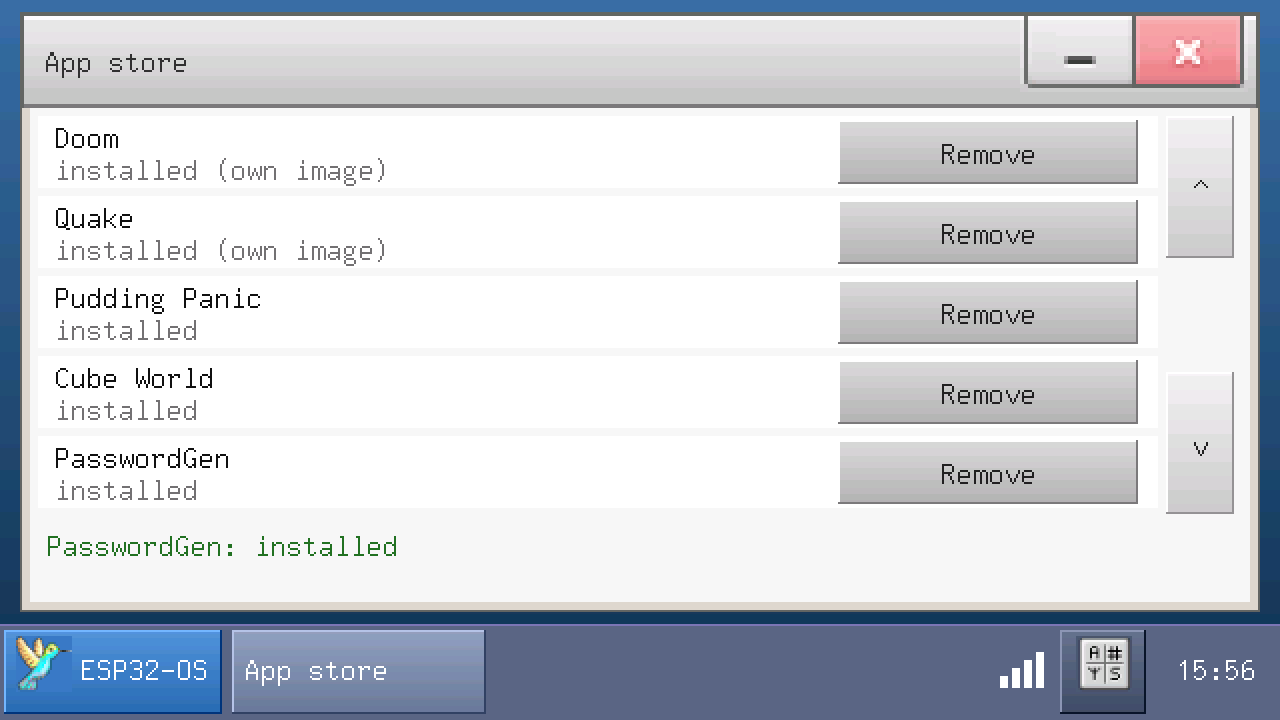 App store
Doom
installed (own image)
Remove
Quake
installed (own image)
Remove
Pudding Panic
installed
Remove
Cube World
installed
Remove
PasswordGen
installed
Remove
^
v
PasswordGen: installed
ESP32-OS
App store
A#
YS
15:56